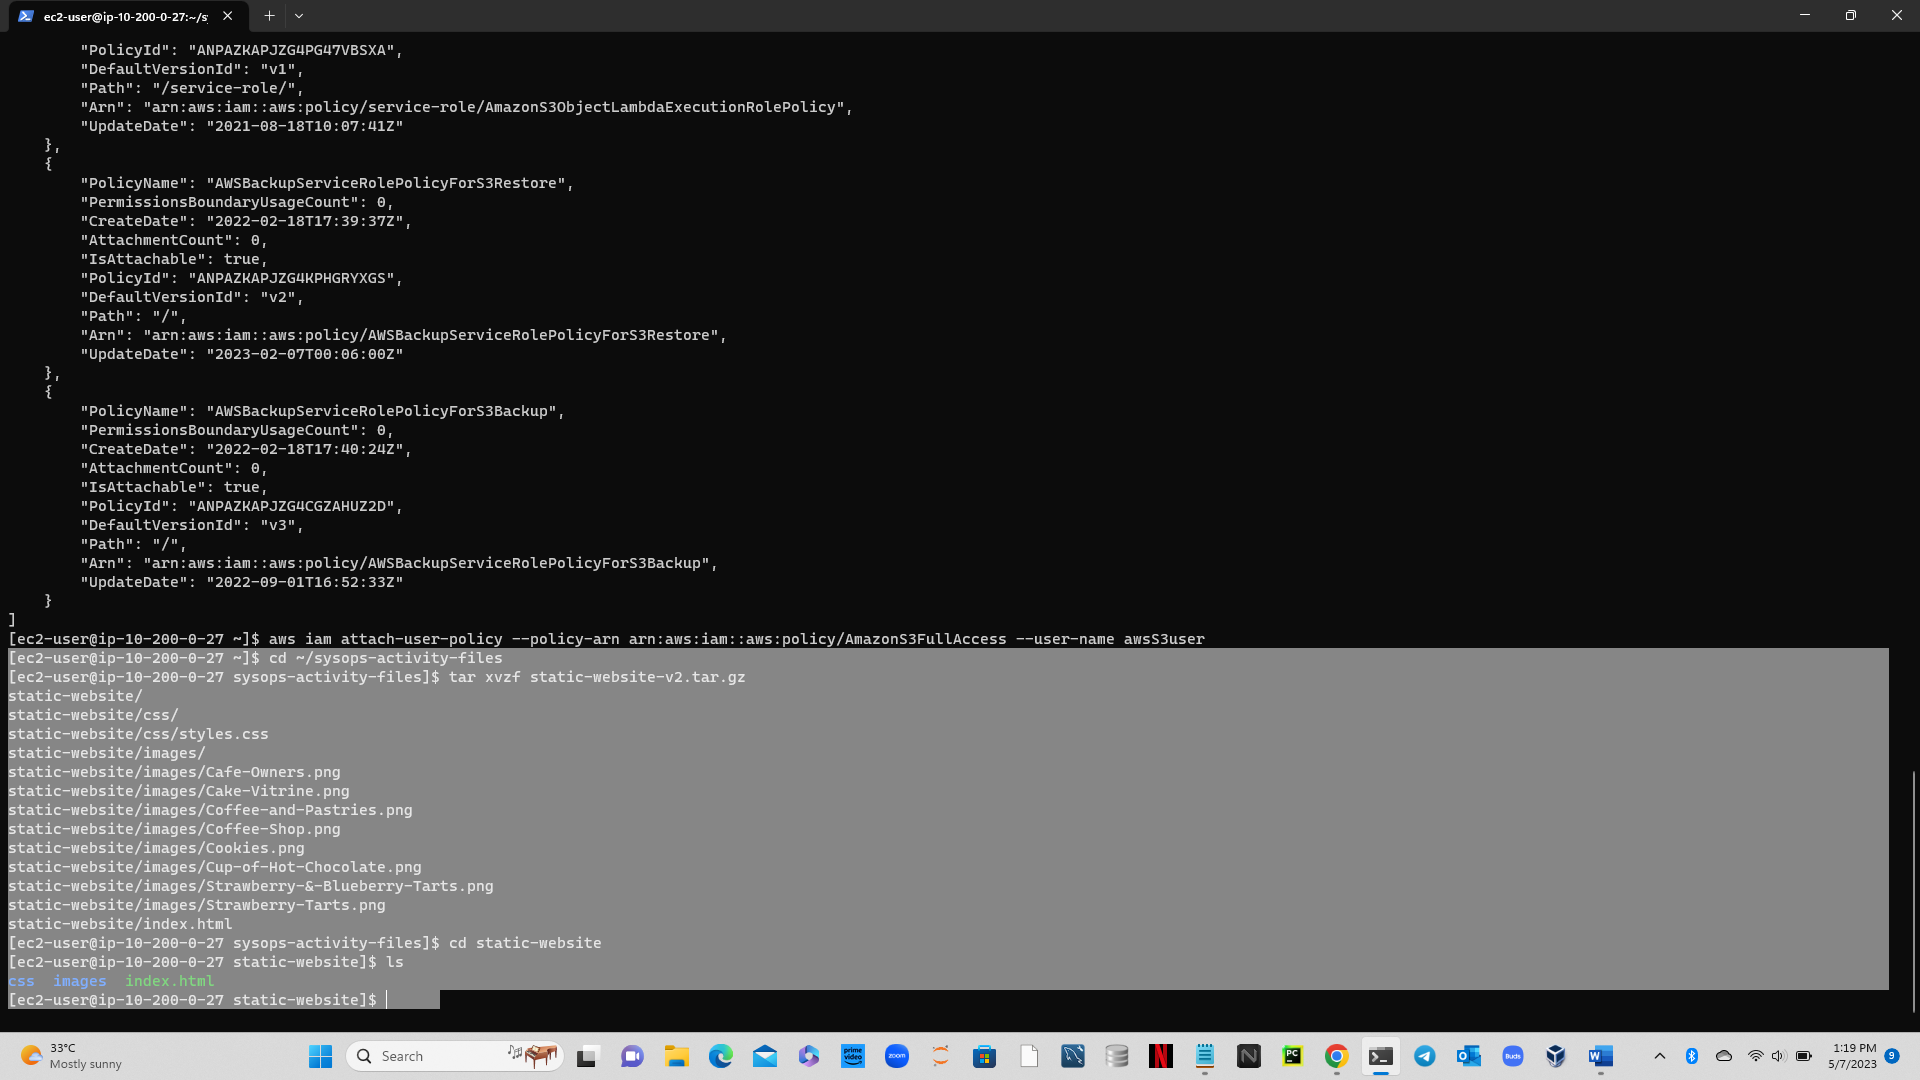 ec2-user@ip-10-200-0-27:~/sy
"PolicyId": "ANPAZKAPJZG4PG47VBSXA",
"DefaultVersionId": "v1",
"Path": "/service-role/",
"Arn": "arn:aws:iam::aws:policy/service-role/AmazonS3ObjectLambdaExecutionRolePolicy",
"UpdateDate": "2021-08-18T10:07:41Z"
},
{
"PolicyName": "AWSBackupServiceRolePolicyForS3Restore",
"PermissionsBoundaryUsageCount": 0,
"CreateDate": "2022-02-18T17:39:37Z",
"AttachmentCount": 0,
"IsAttachable": true,
"PolicyId": "ANPAZKAPJZG4KPHGRYXGS",
"DefaultVersionId": "v2",
"Path": "/",
"Arn": "arn:aws:iam::aws:policy/AWSBackupServiceRolePolicyForS3Restore",
"UpdateDate": "2023-02-07T00:06:00Z"
},
{
"PolicyName": "AWSBackupServiceRolePolicyForS3Backup",
"PermissionsBoundaryUsageCount": 0,
"CreateDate": "2022-02-18T17:40:24Z",
"AttachmentCount": 0,
"IsAttachable": true,
"PolicyId": "ANPAZKAPJZG4CGZAHUZ2D",
"DefaultVersionId": "v3",
"Path": "/",
"Arn": "arn:aws:iam::aws:policy/AWSBackupServiceRolePolicyForS3Backup",
"UpdateDate": "2022-09-01T16:52:33Z"
}
]
[ec2-user@ip-10-200-0-27 ~]$ aws iam attach-user-policy --policy-arn arn:aws:iam::aws:policy/AmazonS3FullAccess --user-name awsS3user
[ec2-user@ip-10-200-0-27 ~]$ cd ~/sysops-activity-files
[ec2-user@ip-10-200-0-27 sysops-activity-files]$ tar xvzf static-website-v2.tar.gz
static-website/
static-website/css/
static-website/css/styles.css
static-website/images/
static-website/images/Cafe-Owners.png
static-website/images/Cake-Vitrine.png
static-website/images/Coffee-and-Pastries.png
static-website/images/Coffee-Shop.png
static-website/images/Cookies.png
static-website/images/Cup-of-Hot-Chocolate.png
static-website/images/Strawberry-&-Blueberry-Tarts.png
static-website/images/Strawberry-Tarts.png
static-website/index.html
[ec2-user@ip-10-200-0-27 sysops-activity-files]$ cd static-website
[ec2-user@ip-10-200-0-27 static-website]$ ls
css images index.html
[ec2-user@ip-10-200-0-27 static-website]$
33°C
Mostly sunny
Search
prime video
zoom
N
N
PC
Buds
W
1:19 PM
5/7/2023
9